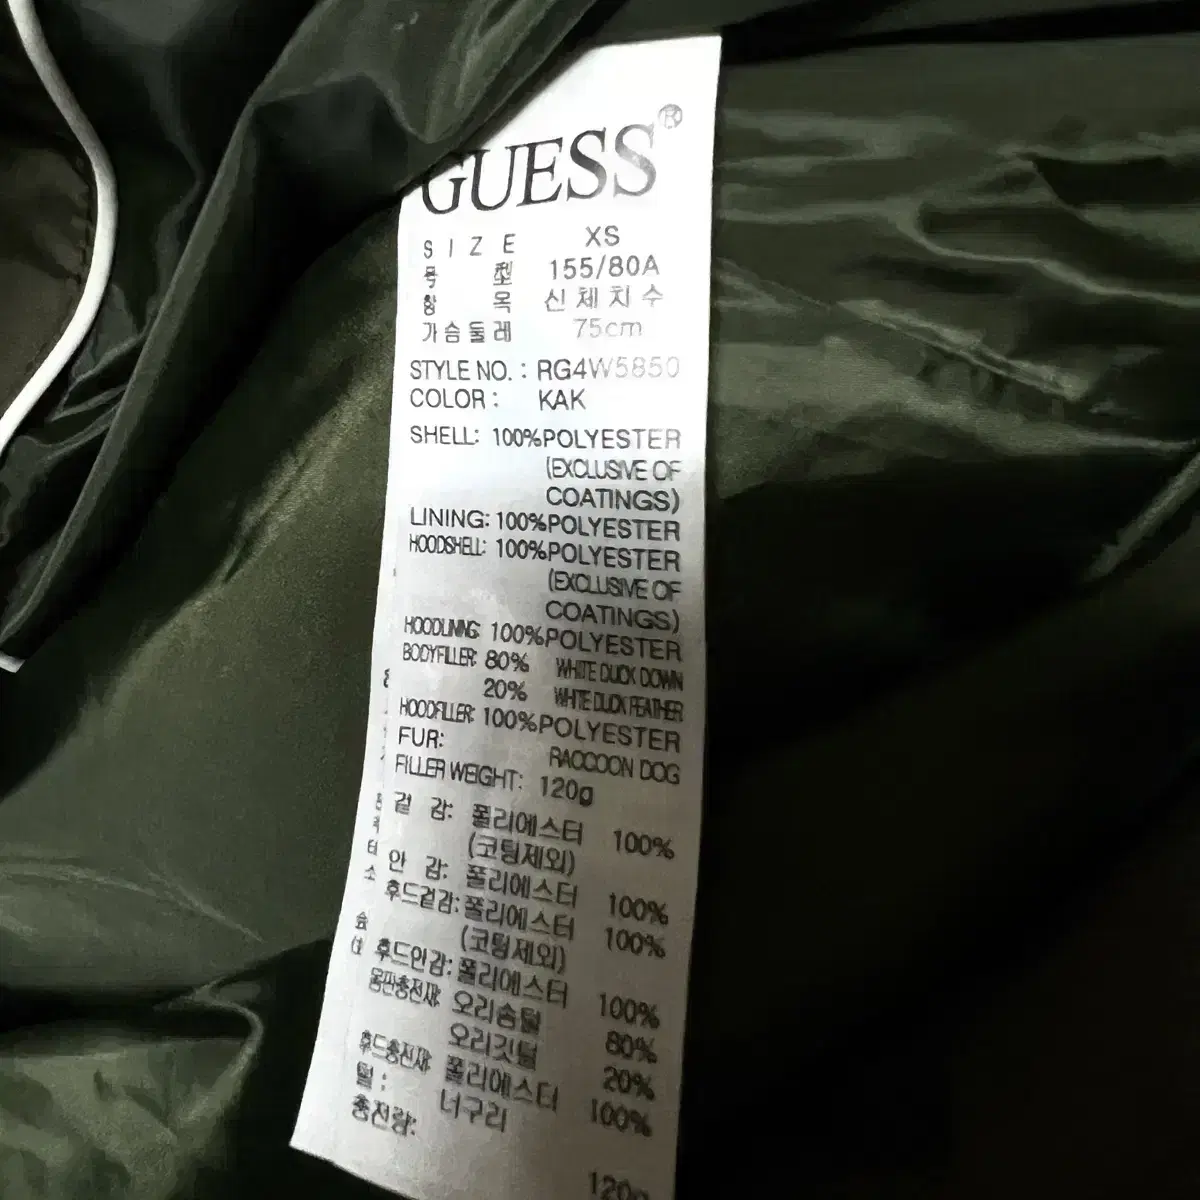 GUESS®
SIZE XS
号 型 155/80A
항 목 신체치수
가슴둘레 75cm
STYLE NO. : RG4W5850
COLOR : KAK
SHELL: 100%POLYESTER
(EXCLUSIVE OF
COATINGS)
LINING: 100%POLYESTER
HOODSHELL: 100%POLYESTER
(EXCLUSIVE OF
COATINGS)
HOODLINING: 100%POLYESTER
BODYFILLER: 80% WHITE DUCK DOWN
20% WHITE DUCK FEATHER
HOODFILLER: 100%POLYESTER
FUR: RACCOON DOG
FILLER WEIGHT: 120g
겉 감: 폴리에스터 100%
(코팅제외)
안 감: 폴리에스터 100%
후드겉감: 폴리에스터 100%
(코팅제외)
후드안감: 폴리에스터 100%
몸판충전재: 오리솜털 80%
오리깃털 20%
후드충전재: 폴리에스터 100%
털: 너구리
충전량: 120g